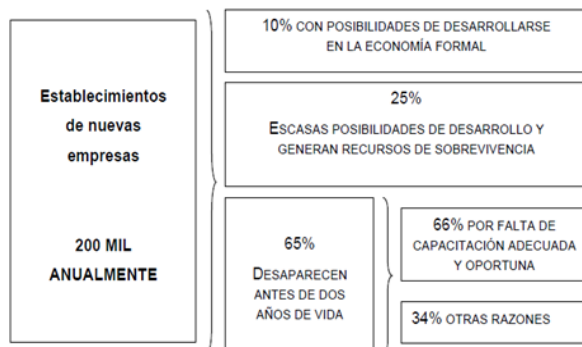 Establecimientos
de nuevas
empresas
200 MIL
ANUALMENTE
10% CON POSIBILIDADES DE DESARROLLARSE
EN LA ECONOMÍA FORMAL
25%
ESCASAS POSIBILIDADES DE DESARROLLO Y
GENERAN RECURSOS DE SOBREVIVENCIA
65%
DESAPARECEN
ANTES DE DOS
AÑOS DE VIDA
66% POR FALTA DE
CAPACITACIÓN ADECUADA
Y OPORTUNA
34% OTRAS RAZONES